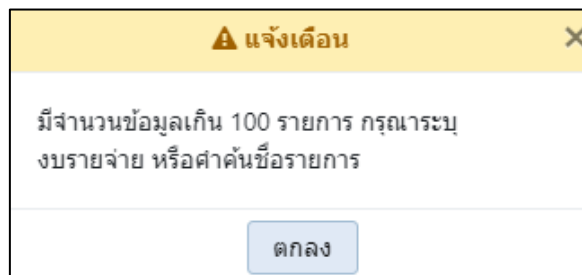 แจ้งเตือน
มีจำนวนข้อมูลเกิน 100 รายการ กรุณาระบุ
งบรายจ่าย หรือคำค้นชื่อรายการ
ตกลง